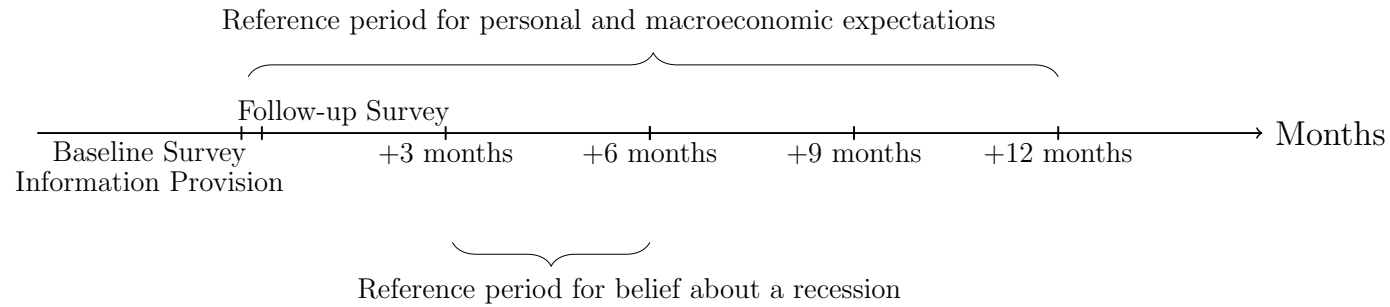 Reference period for personal and macroeconomic expectations
Follow-up Survey
Months
Baseline Survey
Information Provision
+3 months
+6 months
+9 months
+12 months
Reference period for belief about a recession